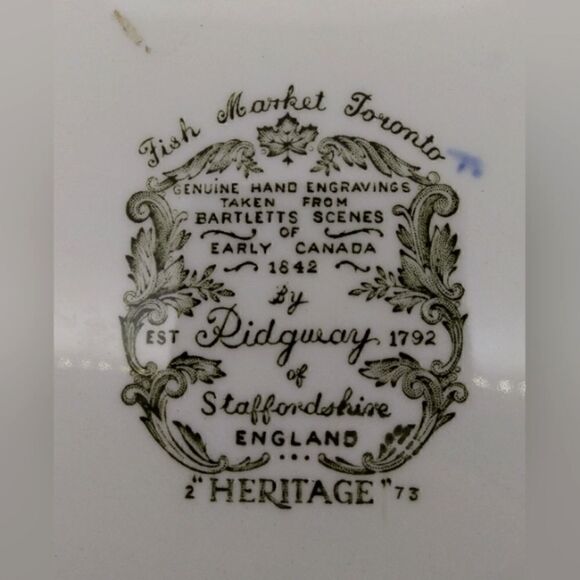 Fish Market Toronto
GENUINE HAND ENGRAVINGS
TAKEN FROM
BARTLETTS SCENES
OF
EARLY CANADA
1842
By
EST Ridgway 1792
of
Staffordshire
ENGLAND
2 "HERITAGE" 73